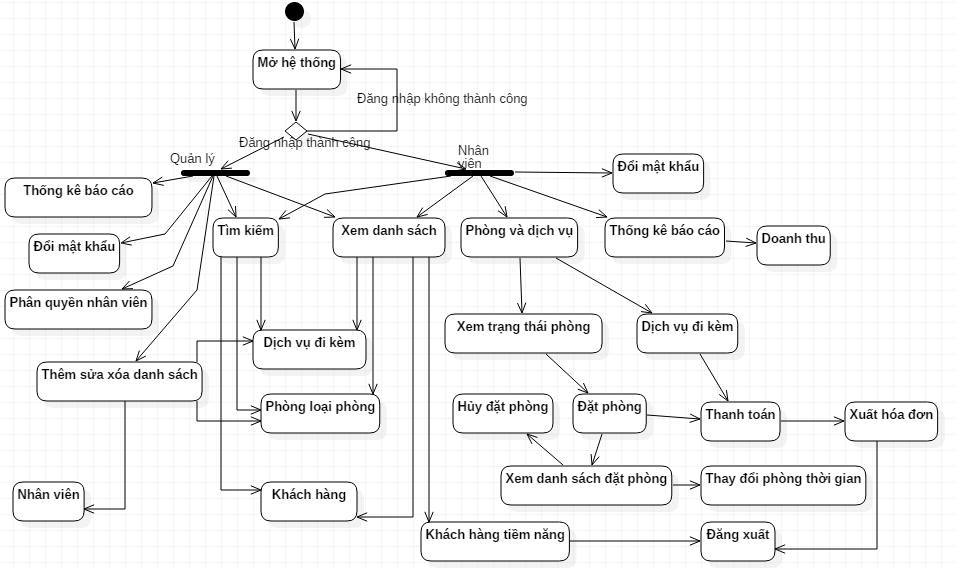 Mở hệ thống
Đăng nhập không thành công
Đăng nhập thành công
Quản lý
Nhân
viên
Đổi mật khẩu
Thống kê báo cáo
Tìm kiếm
Xem danh sách
Phòng và dịch vụ
Thống kê báo cáo
Doanh thu
Đổi mật khẩu
Phân quyền nhân viên
Xem trạng thái phòng
Dịch vụ đi kèm
Dịch vụ đi kèm
Thêm sửa xóa danh sách
Phòng loại phòng
Hủy đặt phòng
Đặt phòng
Thanh toán
Xuất hóa đơn
Nhân viên
Khách hàng
Xem danh sách đặt phòng
Thay đổi phòng thời gian
Khách hàng tiềm năng
Đăng xuất